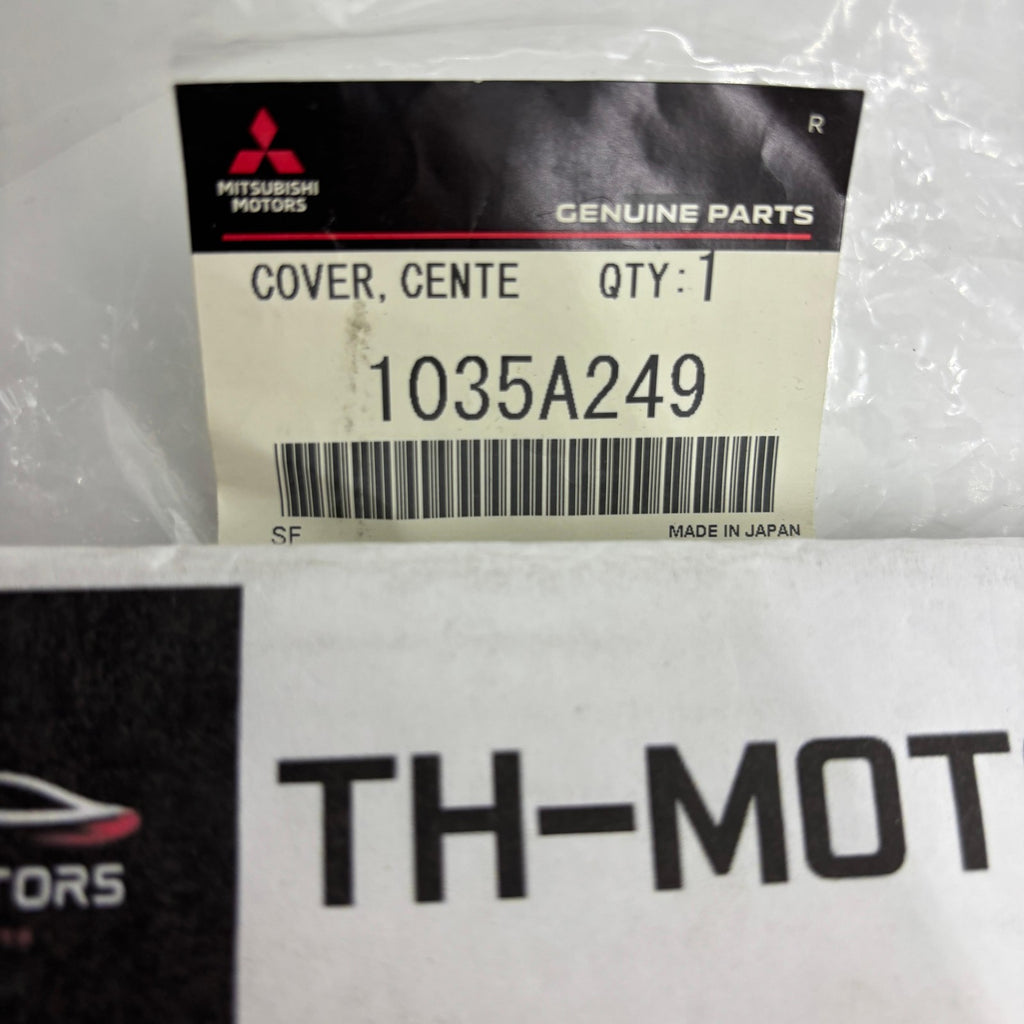 R
MITSUBISHI
MOTORS
GENUINE PARTS
COVER, CENTE QTY: 1
1035A249
SF
MADE IN JAPAN
TH-MOT
TORS